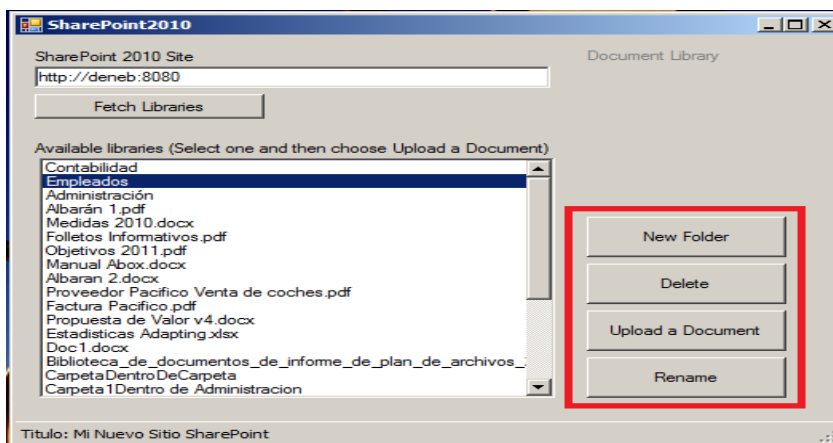 SharePoint2010
SharePoint 2010 Site
Document Library
http://deneb:8080
Fetch Libraries
Available libraries (Select one and then choose Upload a Document)
Contabilidad
Empleados
Administración
Albarán 1.pdf
Medidas 2010.docx
Folletos Informativos.pdf
Objetivos 2011.pdf
Manual Abox.docx
Albaran 2.docx
Proveedor Pacifico Venta de coches.pdf
Factura Pacifico.pdf
Propuesta de Valor v4.docx
Estadisticas Adapting.xlsx
Doc1.docx
Biblioteca_de_documentos_de_informe_de_plan_de_archivos_
CarpetaDentroDeCarpeta
Carpeta1Dentro de Administracion
New Folder
Delete
Upload a Document
Rename
Titulo: Mi Nuevo Sitio SharePoint